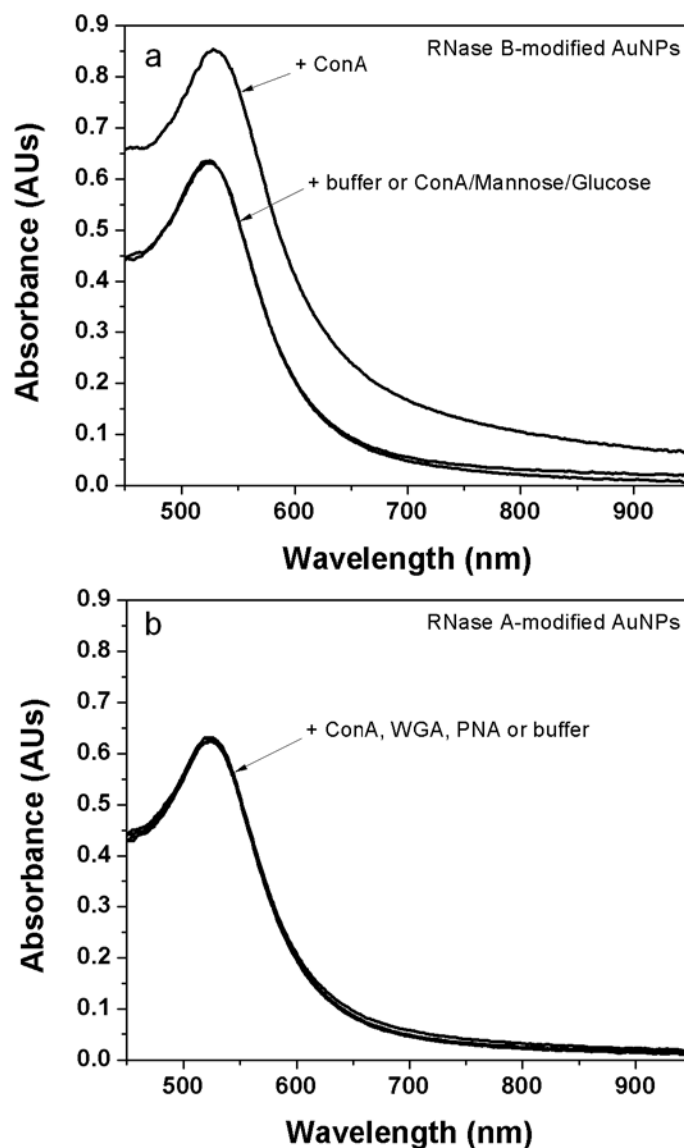 0.9
a
RNase B-modified AuNPs
+ ConA
0.8
0.7
0.6
+ buffer or ConA/Mannose/Glucose
0.5
0.4
0.3
0.2
0.1
0.0
Absorbance (AUs)
500 600 700 800 900
Wavelength (nm)
0.9
b
RNase A-modified AuNPs
0.8
0.7
+ ConA, WGA, PNA or buffer
0.6
0.5
0.4
0.3
0.2
0.1
0.0
Absorbance (AUs)
500 600 700 800 900
Wavelength (nm)